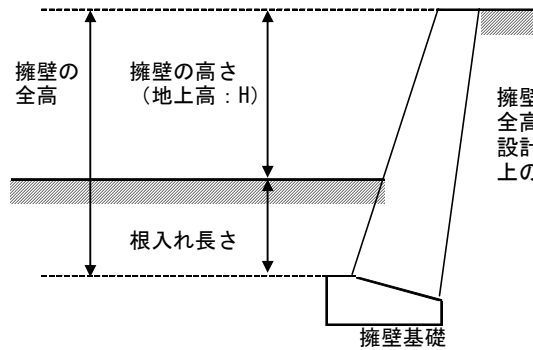 擁壁の
全高
擁壁の高さ
（地上高：H）
擁壁
全高
設計
上の
根入れ長さ
擁壁基礎